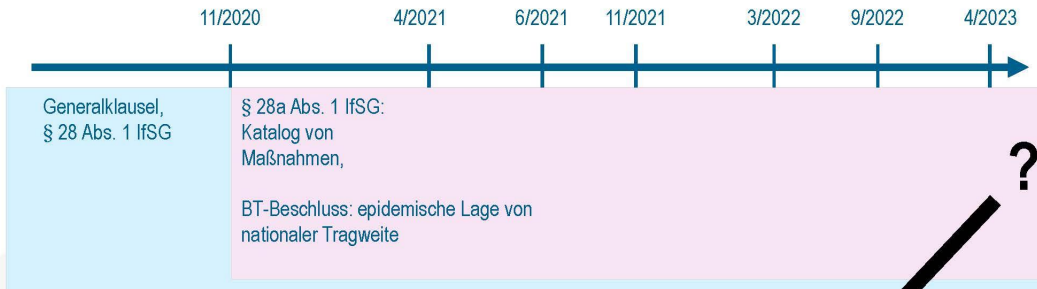 11/2020 4/2021 6/2021 11/2021 3/2022 9/2022 4/2023
Generalklausel,
§ 28 Abs. 1 IfSG
§ 28a Abs. 1 IfSG:
Katalog von
Maßnahmen,
BT-Beschluss: epidemische Lage von
nationaler Tragweite
?